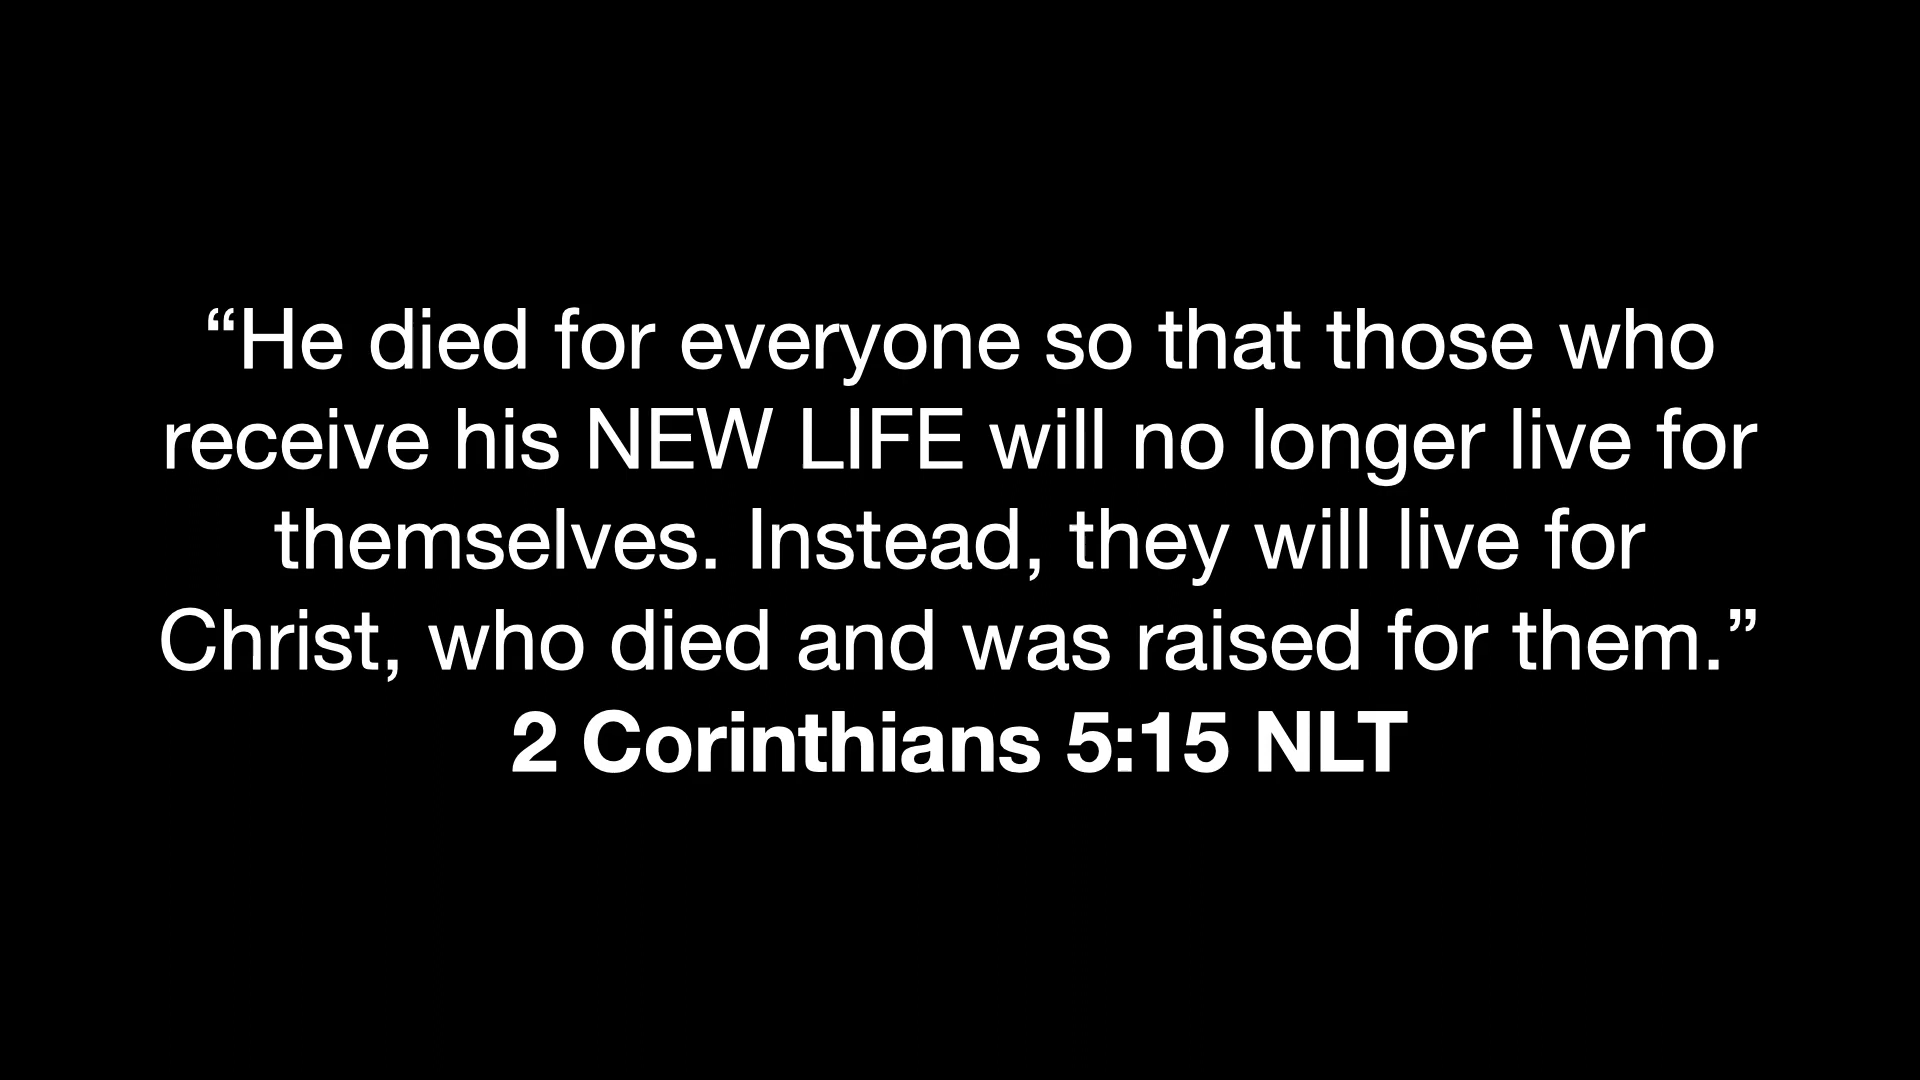 “He died for everyone so that those who
receive his NEW LIFE will no longer live for
themselves. Instead, they will live for
Christ, who died and was raised for them.”
2 Corinthians 5:15 NLT